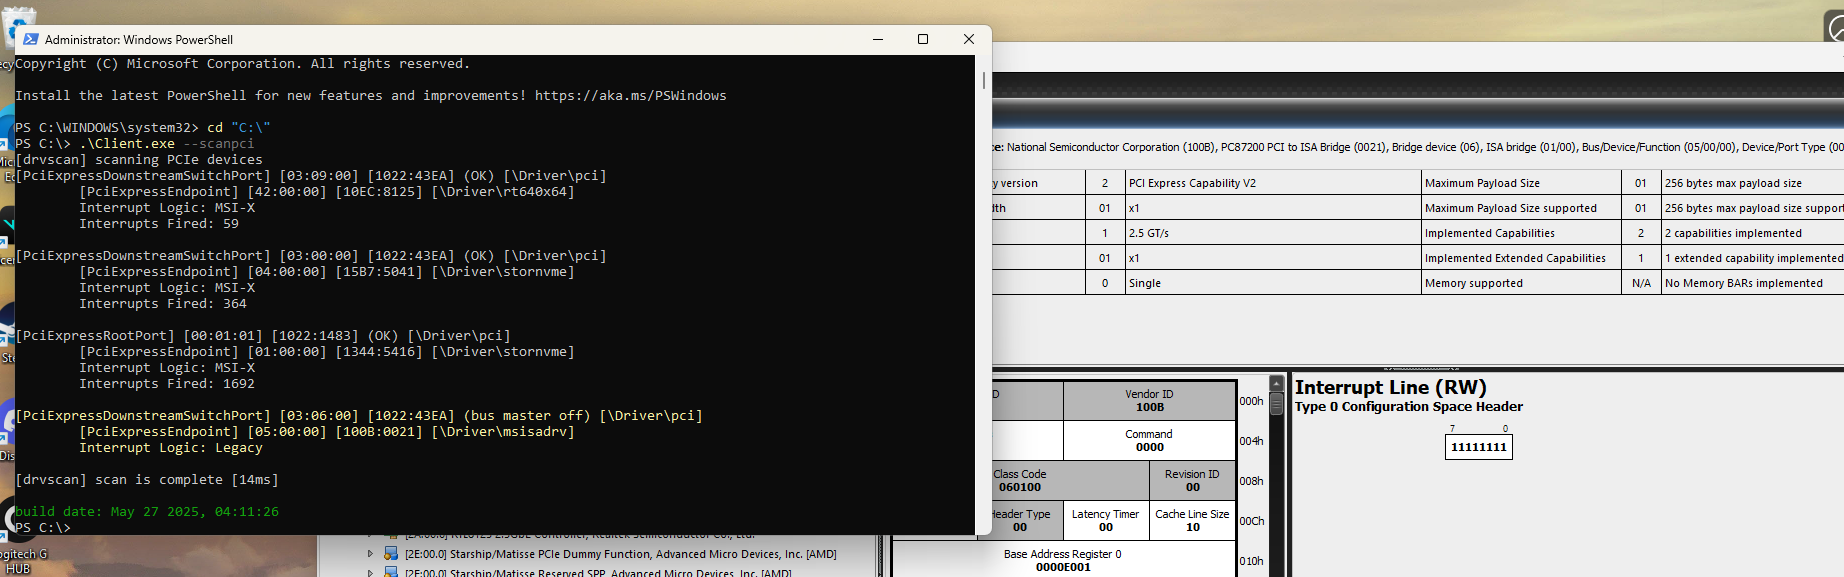 Administrator: Windows PowerShell
Copyright (C) Microsoft Corporation. All rights reserved.
Install the latest PowerShell for new features and improvements! https://aka.ms/PSWindows
PS C:\WINDOWS\system32> cd "C:\"
PS C:\> .\Client.exe --scanpci
[drvscan] scanning PCIe devices
[PciExpressDownstreamSwitchPort] [03:09:00] [1022:43EA] (OK) [\Driver\pci]
[PciExpressEndpoint] [42:00:00] [10EC:8125] [\Driver\rt640x64]
Interrupt Logic: MSI-X
Interrupts Fired: 59
[PciExpressDownstreamSwitchPort] [03:00:00] [1022:43EA] (OK) [\Driver\pci]
[PciExpressEndpoint] [04:00:00] [15B7:5041] [\Driver\stornvme]
Interrupt Logic: MSI-X
Interrupts Fired: 364
[PciExpressRootPort] [00:01:01] [1022:1483] (OK) [\Driver\pci]
[PciExpressEndpoint] [01:00:00] [1344:5416] [\Driver\stornvme]
Interrupt Logic: MSI-X
Interrupts Fired: 1692
[PciExpressDownstreamSwitchPort] [03:06:00] [1022:43EA] (bus master off) [\Driver\pci]
[PciExpressEndpoint] [05:00:00] [100B:0021] [\Driver\msisadrv]
Interrupt Logic: Legacy
[drvscan] scan is complete [14ms]
build date: May 27 2025, 04:11:26
PS C:\>
ce: National Semiconductor Corporation (100B), PC87200 PCI to ISA Bridge (0021), Bridge device (06), ISA bridge (01/00), Bus/Device/Function (05/00/00), Device/Port Type (00
y version 2 PCI Express Capability V2 Maximum Payload Size 01 256 bytes max payload size
dth 01 x1 Maximum Payload Size supported 01 256 bytes max payload size support
1 2.5 GT/s Implemented Capabilities 2 2 capabilities implemented
01 x1 Implemented Extended Capabilities 1 1 extended capability implemented
0 Single Memory supported N/A No Memory BARs implemented
D Vendor ID
100B 000h
Command
0000 004h
Class Code Revision ID
060100 00 008h
Header Type Latency Timer Cache Line Size
00 00 10 00Ch
Base Address Register 0
0000E001 010h
Interrupt Line (RW)
Type 0 Configuration Space Header
7 0
11111111
[2E:00.0] Starship/Matisse PCIe Dummy Function, Advanced Micro Devices, Inc. [AMD]
[2F:00.0] Starship/Matisse Reserved SPP, Advanced Micro Devices, Inc. [AMD]
ogitech G
HUB